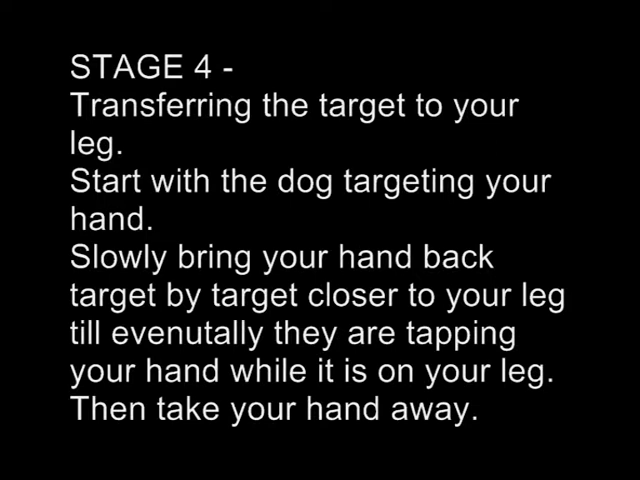 STAGE 4 -
Transferring the target to your
leg.
Start with the dog targeting your
hand.
Slowly bring your hand back
target by target closer to your leg
till evenutally they are tapping
your hand while it is on your leg.
Then take your hand away.